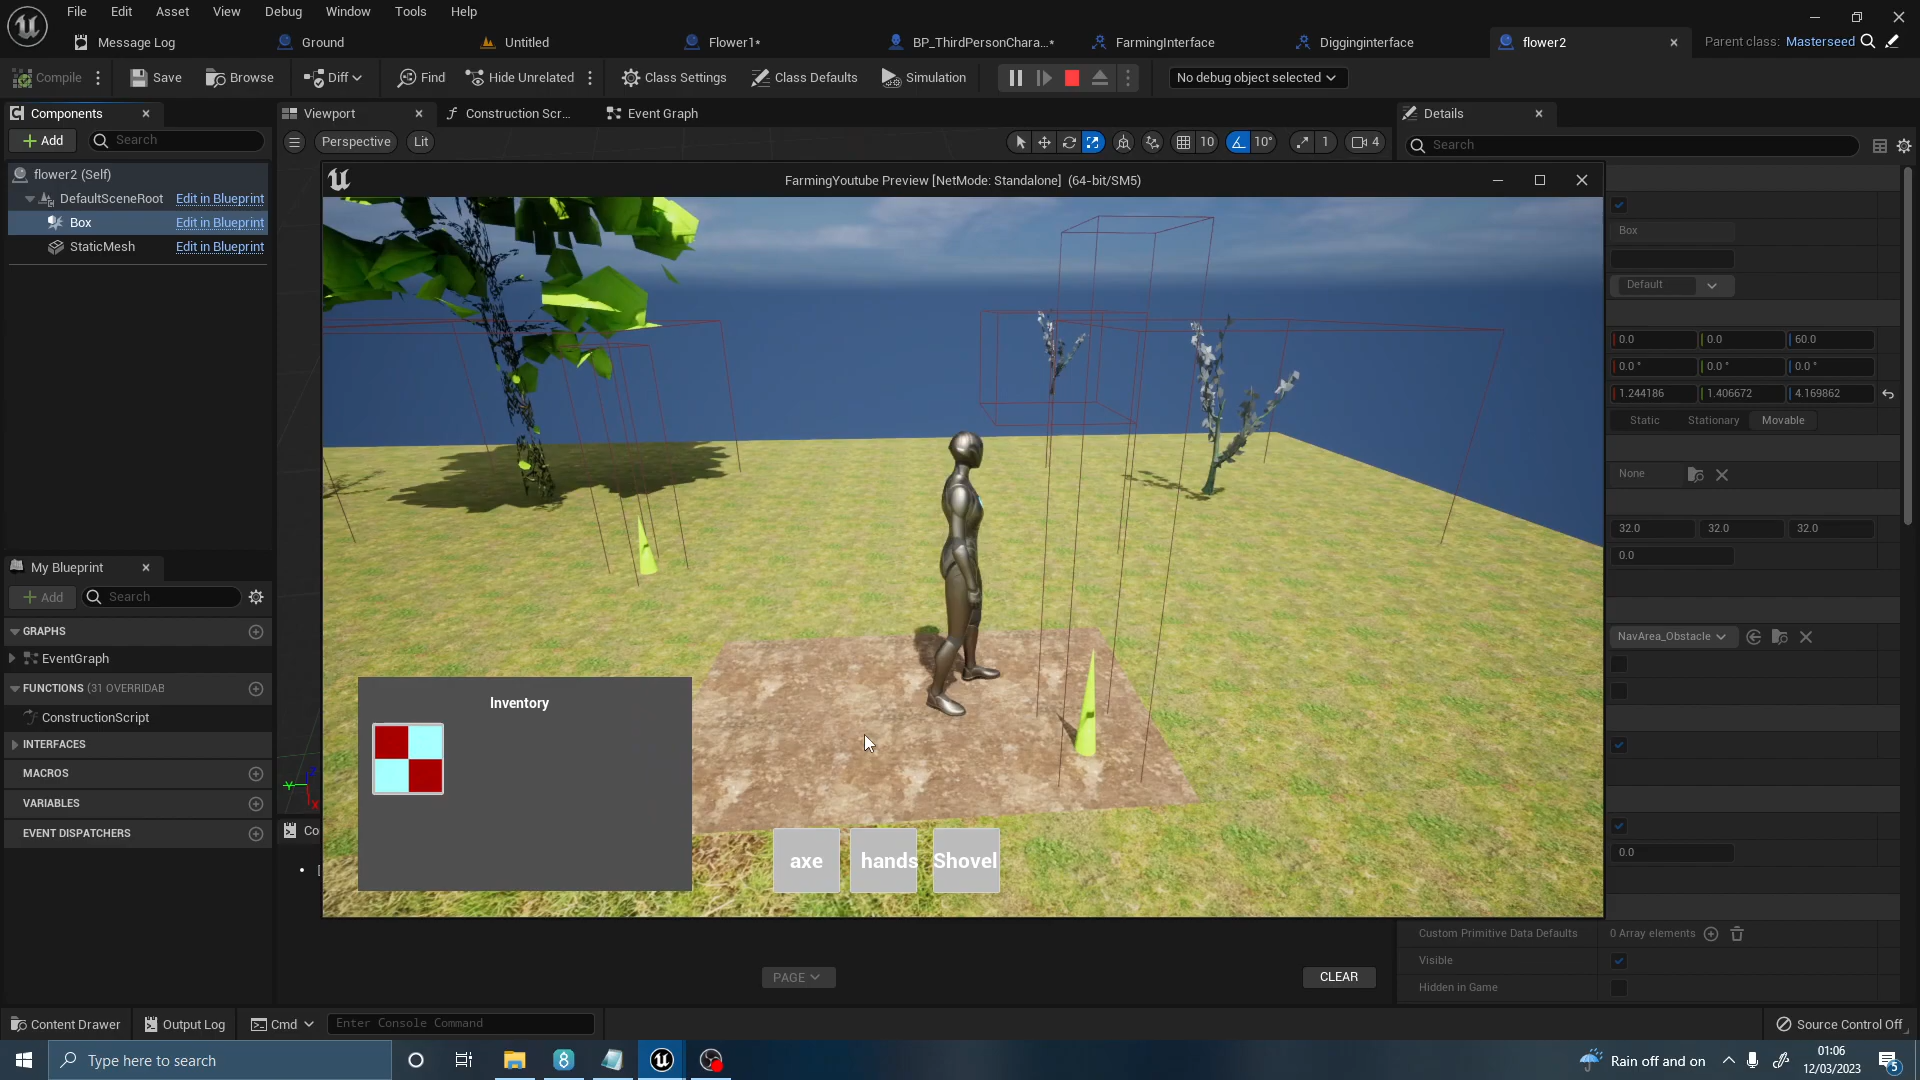 File Edit Asset View Debug Window Tools Help
Message Log Ground Untitled Flower1* BP_ThirdPersonChara...* FarmingInterface Digginginterface flower2 Parent class: Masterseed
Compile Save Browse Diff Find Hide Unrelated Class Settings Class Defaults Simulation No debug object selected
Components Viewport Construction Scr... Event Graph Details
Add Search Perspective Lit 10 10° 1 4 Search
flower2 (Self)
DefaultSceneRoot Edit in Blueprint
Box Edit in Blueprint
StaticMesh Edit in Blueprint
FarmingYoutube Preview [NetMode: Standalone] (64-bit/SM5)
Box
Default
0.0 0.0 60.0
0.0 ° 0.0 ° 0.0 °
1.244186 1.406672 4.169862
Static Stationary Movable
None
32.0 32.0 32.0
0.0
NavArea_Obstacle
0.0
My Blueprint
Add Search
GRAPHS
EventGraph
FUNCTIONS (31 OVERRIDAB
ConstructionScript
INTERFACES
MACROS
VARIABLES
EVENT DISPATCHERS
Inventory
axe hands Shovel
Co
Custom Primitive Data Defaults 0 Array elements
Visible
Hidden in Game
PAGE CLEAR
Content Drawer Output Log Cmd Enter Console Command Source Control Off
Type here to search Rain off and on 01:06
12/03/2023
5